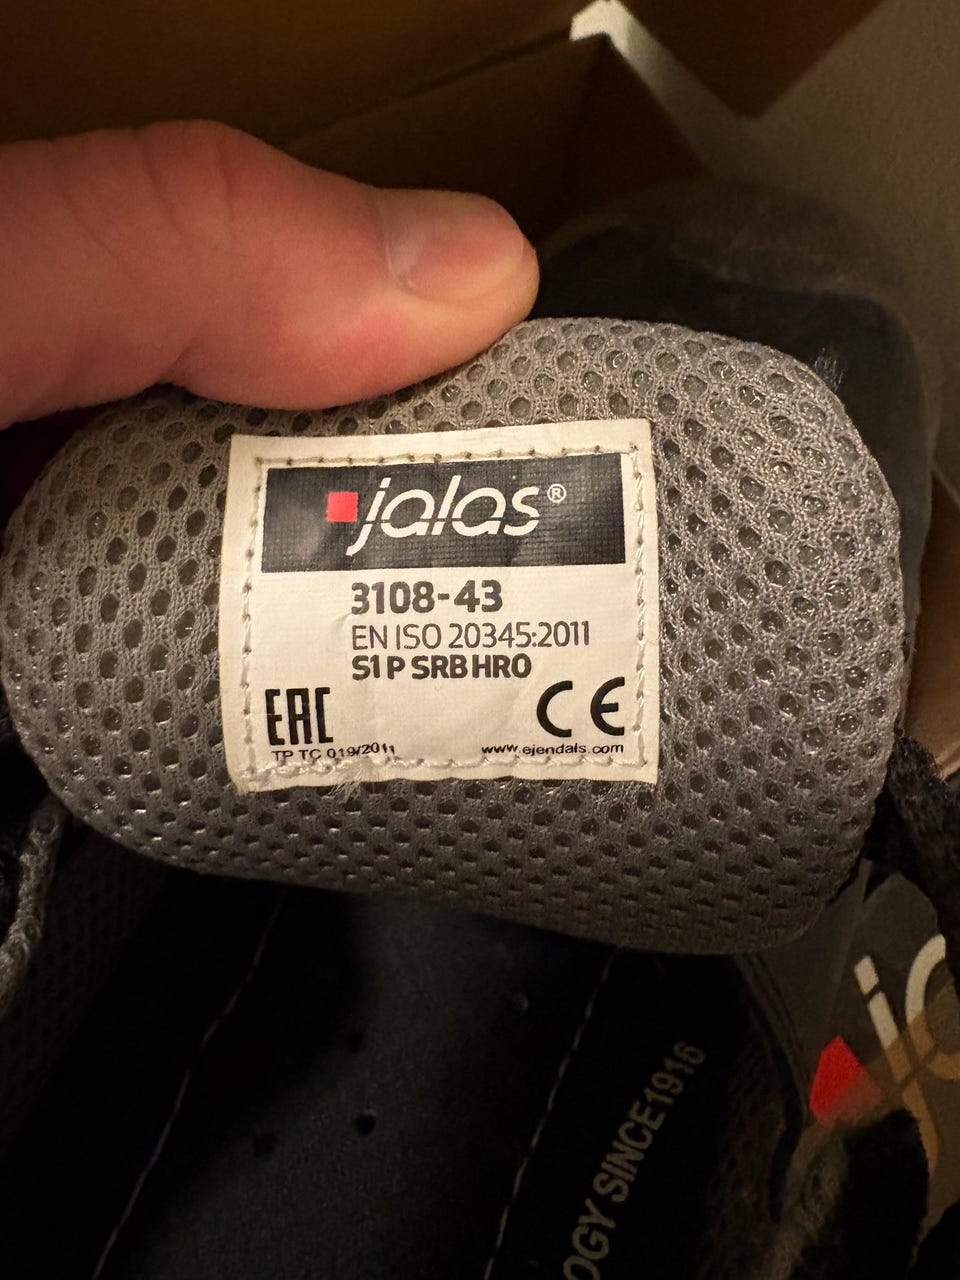 jalas®
3108-43
EN ISO 20345:2011
S1 P SRB HRO
EAC
CE
TP TC 019/2011
www.ejendals.com
OGY SINCE1916
ja